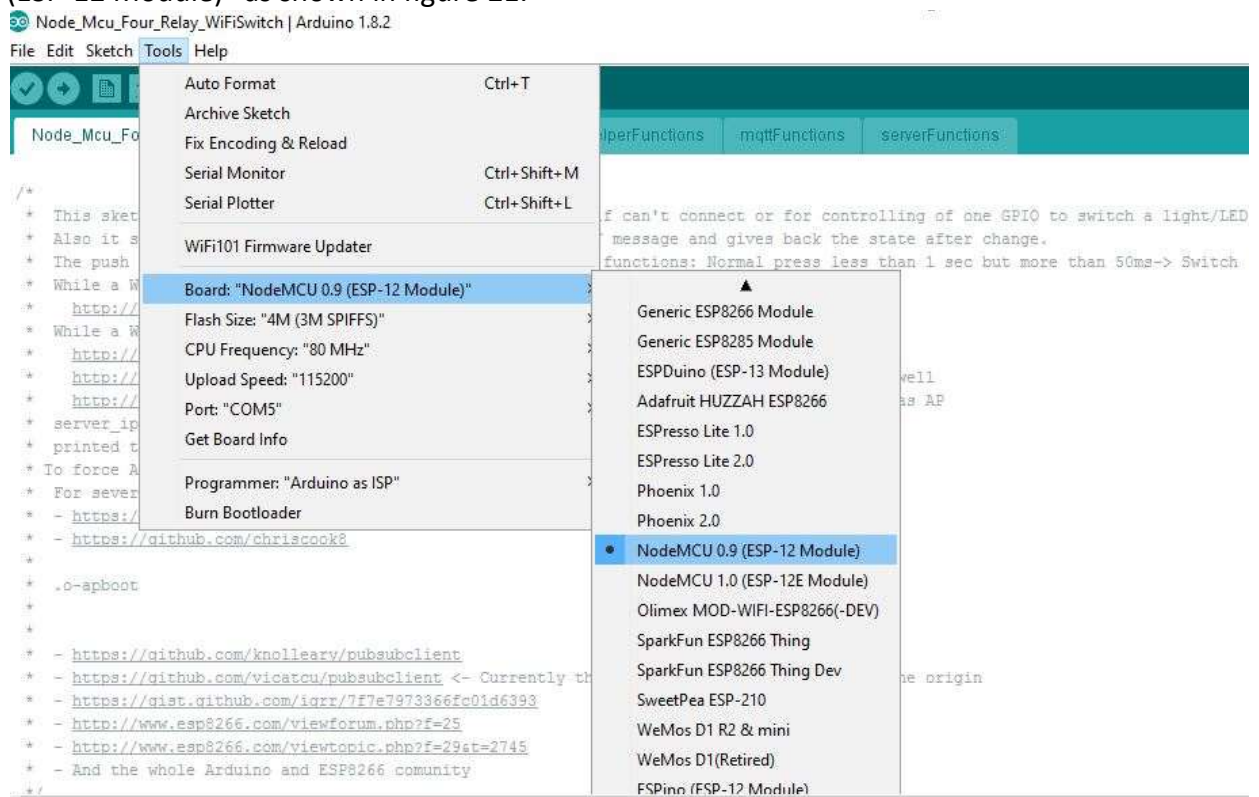 (ESP-12 Module)" as shown in figure 21.
Node_Mcu_Four_Relay_WiFiSwitch | Arduino 1.8.2
File Edit Sketch Tools Help
Auto Format Ctrl+T
Archive Sketch
Fix Encoding & Reload
Serial Monitor Ctrl+Shift+M
Serial Plotter Ctrl+Shift+L
WiFi101 Firmware Updater
Board: "NodeMCU 0.9 (ESP-12 Module)"
Flash Size: "4M (3M SPIFFS)"
CPU Frequency: "80 MHz"
Upload Speed: "115200"
Port: "COM5"
Get Board Info
Programmer: "Arduino as ISP"
Burn Bootloader
▲
Generic ESP8266 Module
Generic ESP8285 Module
ESPDuino (ESP-13 Module)
Adafruit HUZZAH ESP8266
ESPresso Lite 1.0
ESPresso Lite 2.0
Phoenix 1.0
Phoenix 2.0
NodeMCU 0.9 (ESP-12 Module)
NodeMCU 1.0 (ESP-12E Module)
Olimex MOD-WIFI-ESP8266(-DEV)
SparkFun ESP8266 Thing
SparkFun ESP8266 Thing Dev
SweetPea ESP-210
WeMos D1 R2 & mini
WeMos D1(Retired)
ESPino (ESP-12 Module)
Node_Mcu_Fo lperFunctions mqttFunctions serverFunctions
/*
* This sket f can't connect or for controlling of one GPIO to switch a light/LED
* Also it s message and gives back the state after change.
* The push functions: Normal press less than 1 sec but more than 50ms-> Switch
* While a W
* http://
* While a W
* http://
* http:// well
* http:// as AP
* server_ip
* printed t
* To force A
* For sever
* - https:/
* - https://github.com/chriscook8
*
* .o-apboot
*
*
* - https://github.com/knolleary/pubsubclient
* - https://github.com/vicatcu/pubsubclient <- Currently th he origin
* - https://gist.github.com/igrr/7f7e7973366fc01d6393
* - http://www.esp8266.com/viewforum.php?f=25
* - http://www.esp8266.com/viewtopic.php?f=29&t=2745
* - And the whole Arduino and ESP8266 comunity
*/